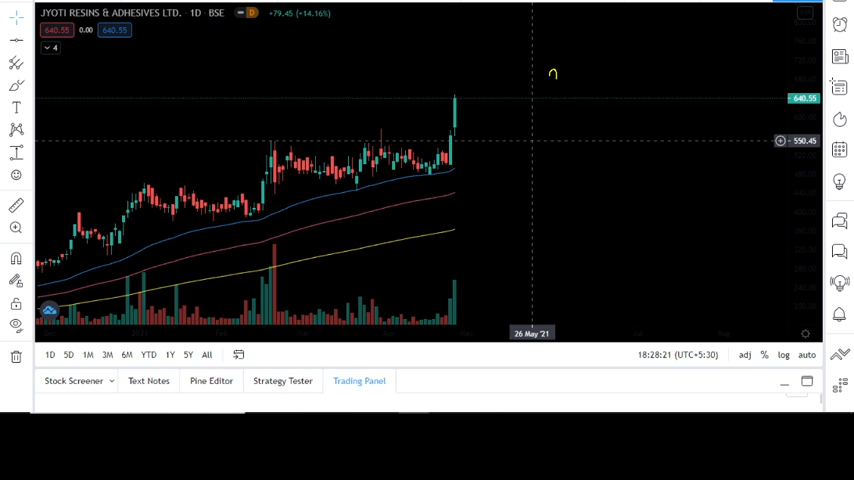 JYOTI RESINS & ADHESIVES LTD. · 1D · BSE D +79.45 (+14.16%)
640.55 0.00 640.55
4
640.55
550.45
26 May '21
1D 5D 1M 3M 6M YTD 1Y 5Y All 18:28:21 (UTC+5:30) adj % log auto
Stock Screener Text Notes Pine Editor Strategy Tester Trading Panel